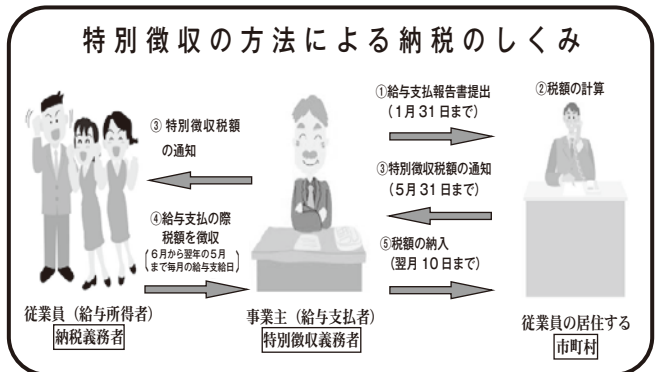 特別徴収の方法による納税のしくみ
①給与支払報告書提出
(1月31日まで)
②税額の計算
③特別徴収税額
の通知
③特別徴収税額の通知
(5月31日まで)
④給与支払の際
税額を徴収
(6月から翌年の5月
まで毎月の給与支給日)
⑤税額の納入
(翌月10日まで)
従業員(給与所得者)
納税義務者
事業主(給与支払者)
特別徴収義務者
従業員の居住する
市町村